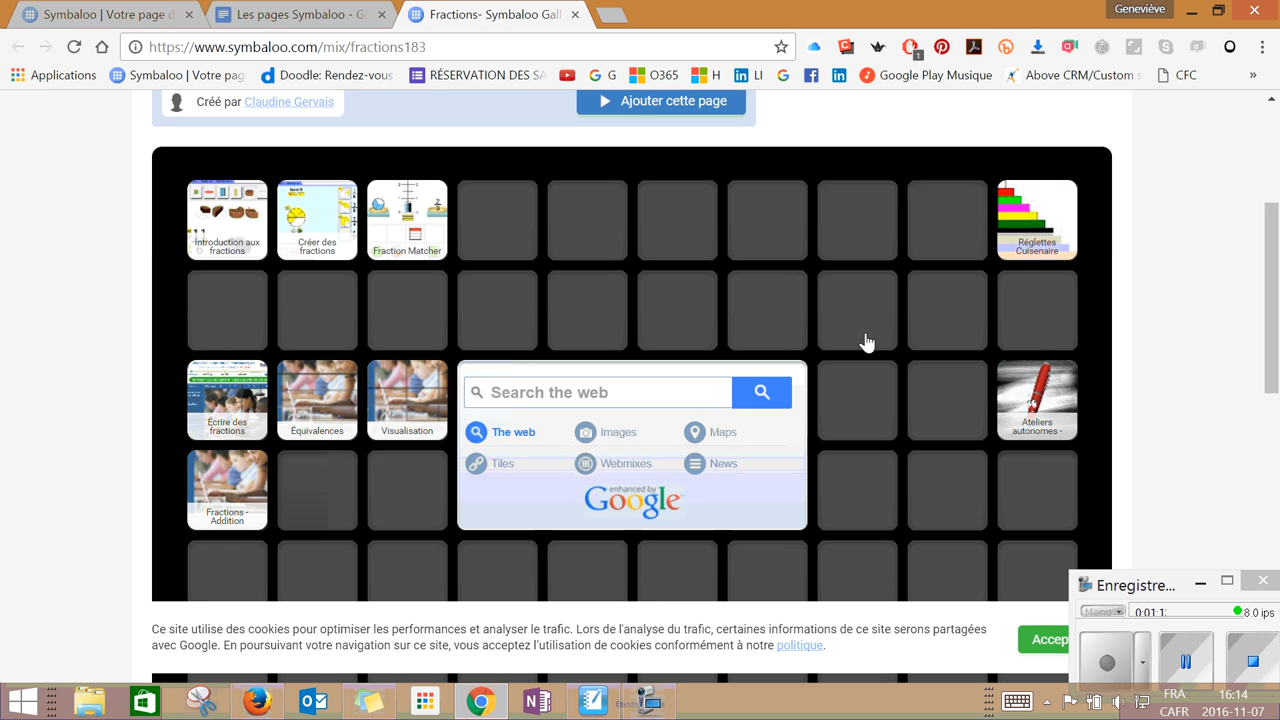 Geneviève
Symbaloo | Votre page d
Les pages Symbaloo - Go
Fractions- Symbaloo Gall
https://www.symbaloo.com/mix/fractions183
1
Applications
Symbaloo | Votre pag
Doodle: Rendez-vous
RÉSERVATION DES SA
G
O365
H
LI
Google Play Musique
Above CRM/Custom s
CFC
»
Créé par Claudine Gervais
Ajouter cette page
Introduction aux
fractions
Créer des
fractions
Fraction Matcher
Réglettes
Cuisenaire
Écrire des
fractions
Équivalences
Visualisation
Search the web
The web
Images
Maps
Tiles
Webmixes
News
enhanced by
Google
Ateliers
autonomes -
Fractions -
Addition
Enregistre...
Menu
8.0 ips
Ce site utilise des cookies pour optimiser les performances et analyser le trafic. Lors de l'analyse du trafic, certaines informations de ce site serons partagées
avec Google. En poursuivant votre navigation sur ce site, vous acceptez l'utilisation de cookies conformément à notre politique.
Accep
FRA
CAFR
16:14
2016-11-07